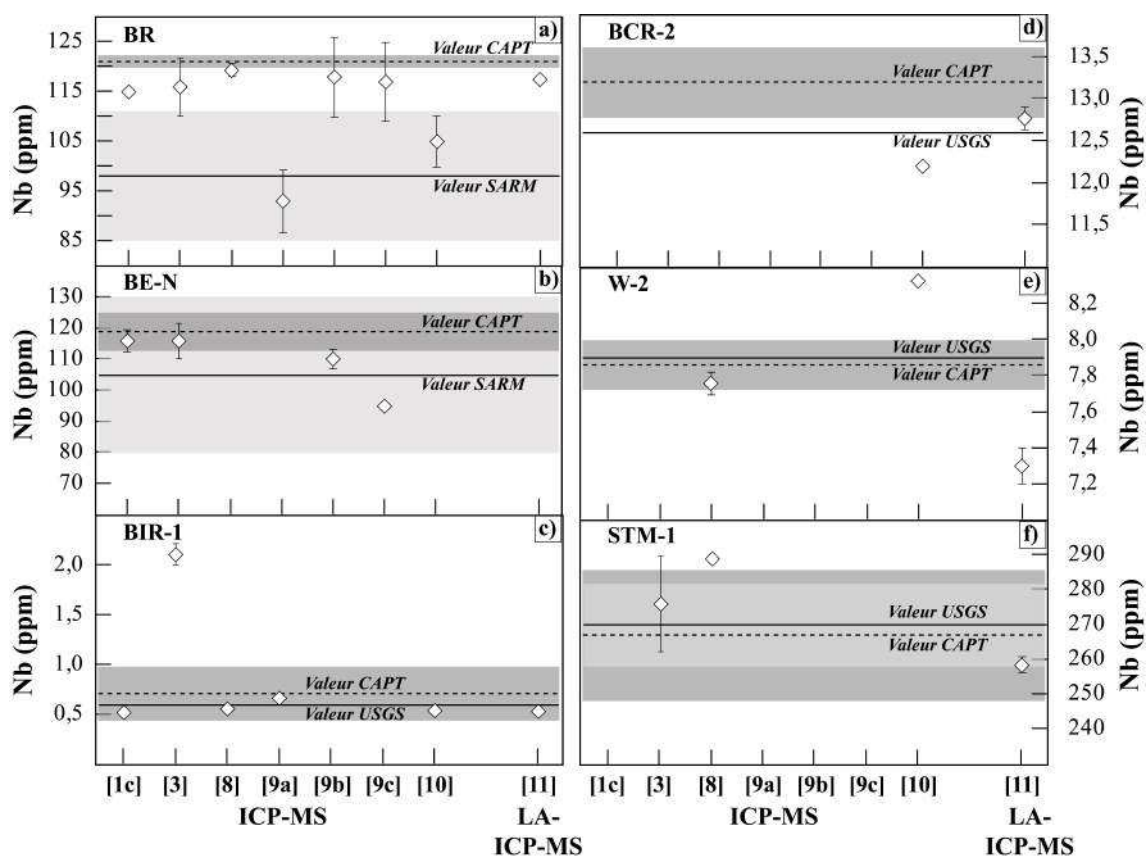 BR
a)
Valeur CAPT
Valeur SARM
Nb (ppm)
125
115
105
95
85
BE-N
b)
Valeur CAPT
Valeur SARM
Nb (ppm)
130
120
110
100
90
80
70
BIR-1
c)
Valeur CAPT
Valeur USGS
Nb (ppm)
2,0
1,5
1,0
0,5
[1c] [3] [8] [9a] [9b] [9c] [10] [11]
ICP-MS
LA-
ICP-MS
BCR-2
d)
Valeur CAPT
Valeur USGS
13,5
13,0
12,5
12,0
11,5
Nb (ppm)
W-2
e)
Valeur USGS
Valeur CAPT
8,2
8,0
7,8
7,6
7,4
7,2
Nb (ppm)
STM-1
f)
Valeur USGS
Valeur CAPT
290
280
270
260
250
240
Nb (ppm)
[1c] [3] [8] [9a] [9b] [9c] [10] [11]
ICP-MS
LA-
ICP-MS